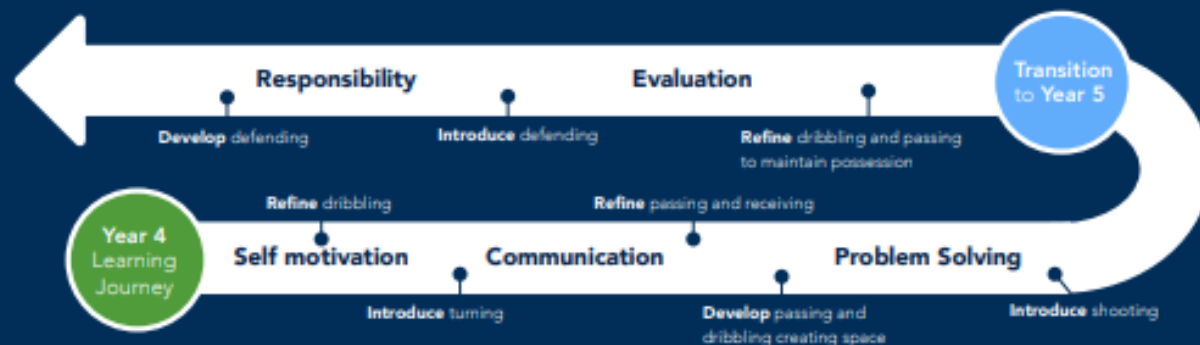 Responsibility
Evaluation
Transition
to Year 5
Develop defending
Introduce defending
Refine dribbling and passing
to maintain possession
Refine dribbling
Refine passing and receiving
Year 4
Learning
Journey
Self motivation
Communication
Problem Solving
Introduce turning
Develop passing and
dribbling creating space
Introduce shooting